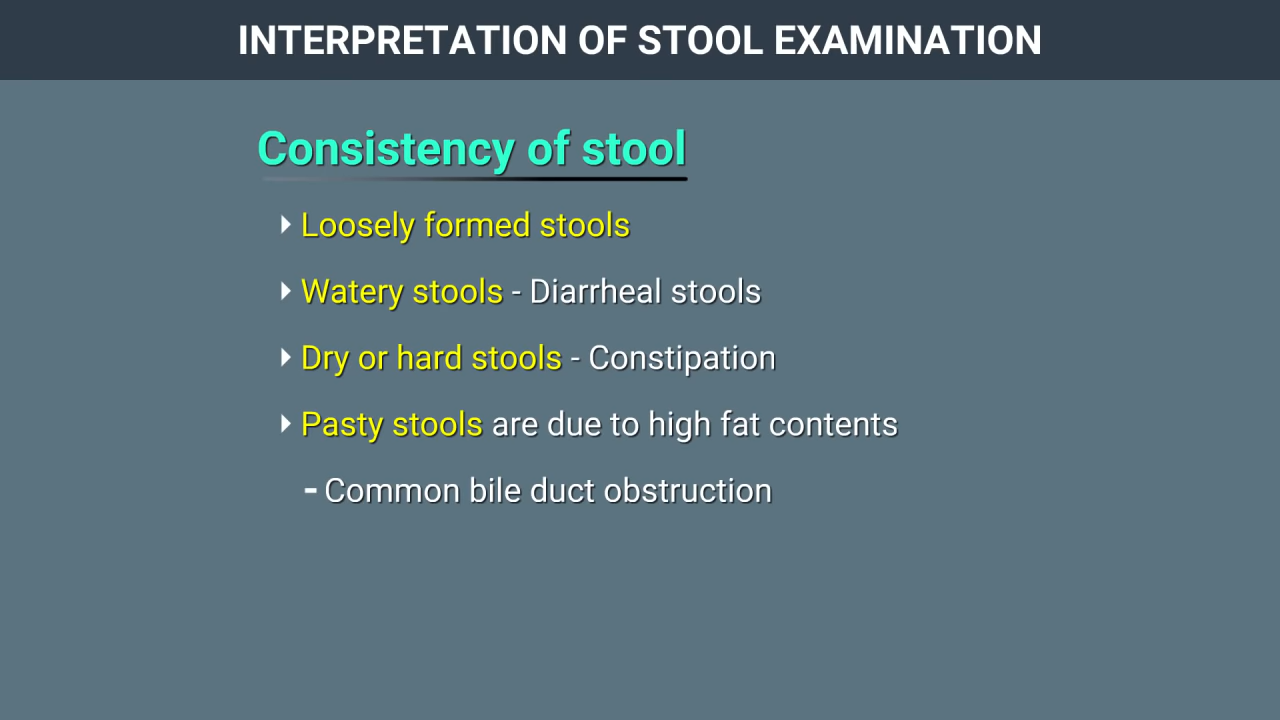 INTERPRETATION OF STOOL EXAMINATION
Consistency of stool
Loosely formed stools
Watery stools - Diarrheal stools
Dry or hard stools - Constipation
Pasty stools are due to high fat contents
- Common bile duct obstruction